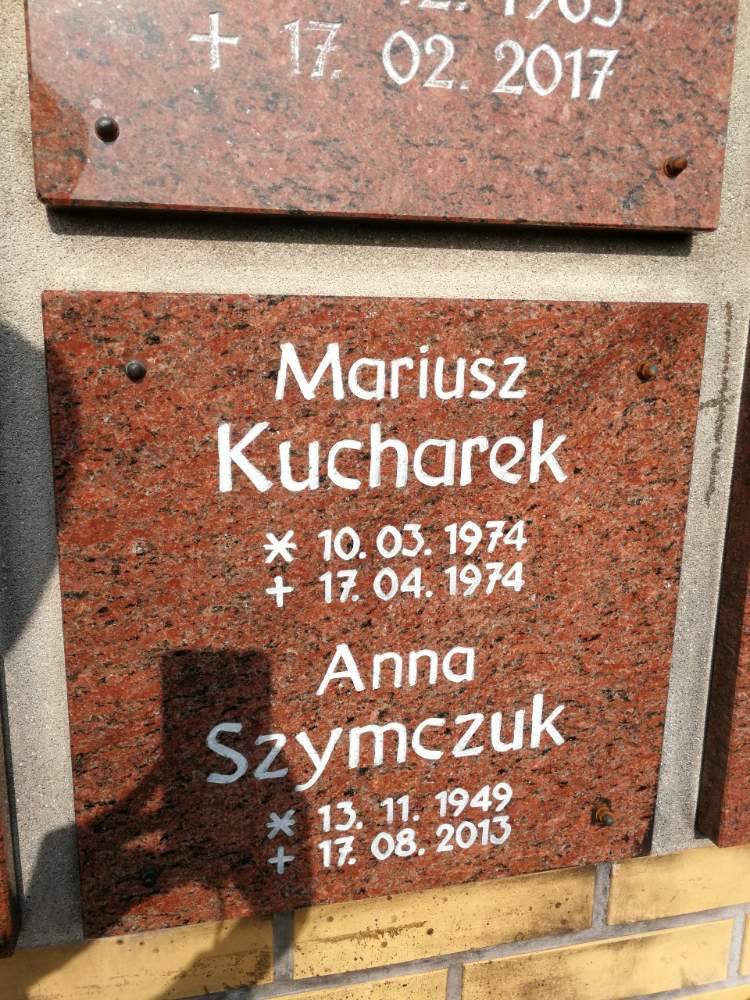 + 17. 02. 2017
Mariusz
Kucharek
* 10. 03. 1974
+ 17. 04. 1974
Anna
Szymczuk
* 13. 11. 1949
+ 17. 08. 2013